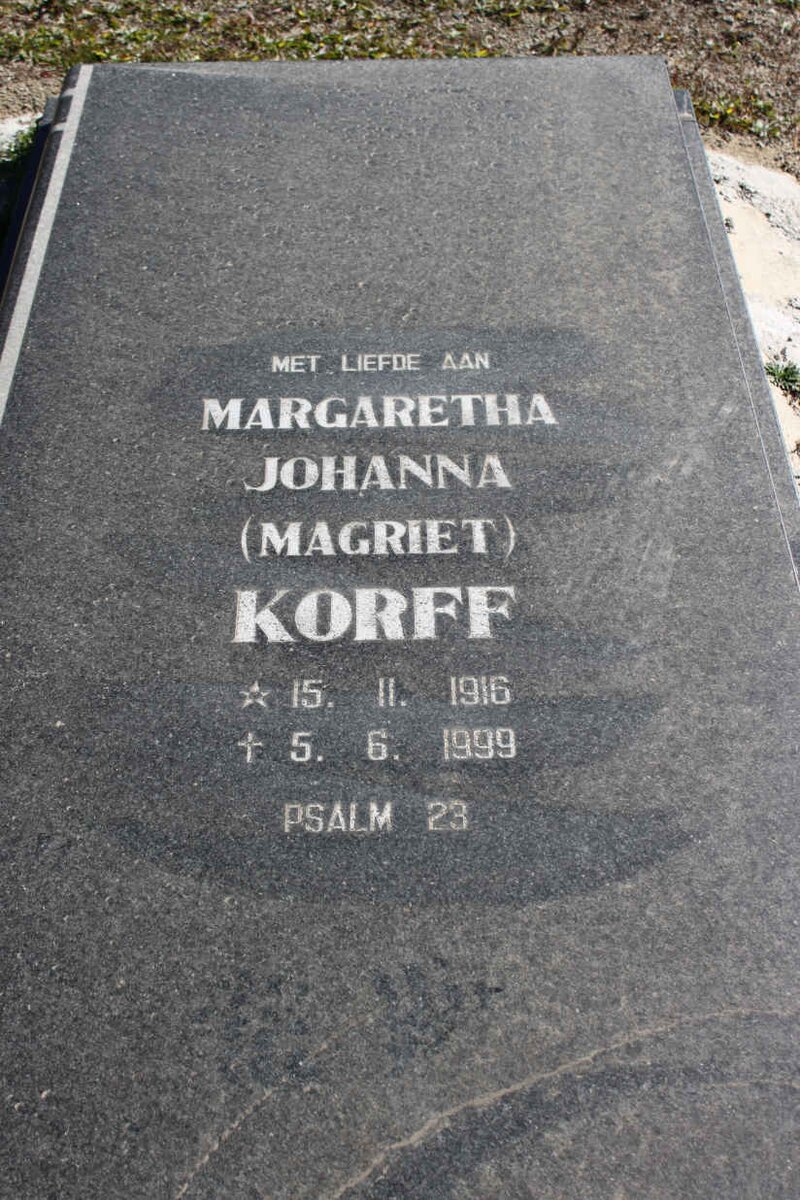 MET LIEFDE AAN
MARGARETHA
JOHANNA
(MAGRIET)
KORFF
☆ 15. 11. 1916
† 5. 6. 1999
PSALM 23